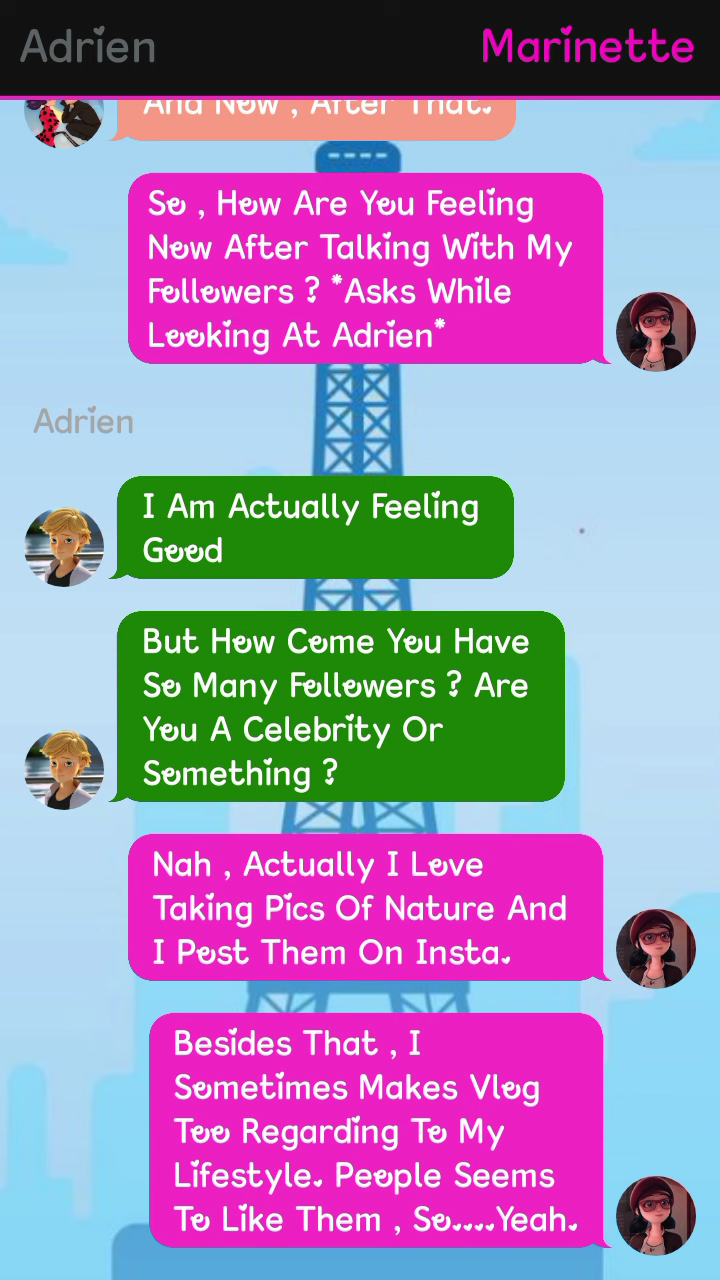 Adrien
Marinette
And Now , After That.
So , How Are You Feeling
Now After Talking With My
Followers ? *Asks While
Looking At Adrien*
Adrien
I Am Actually Feeling
Good
But How Come You Have
So Many Followers ? Are
You A Celebrity Or
Something ?
Nah , Actually I Love
Taking Pics Of Nature And
I Post Them On Insta.
Besides That , I
Sometimes Makes Vlog
Too Regarding To My
Lifestyle. People Seems
To Like Them , So....Yeah.